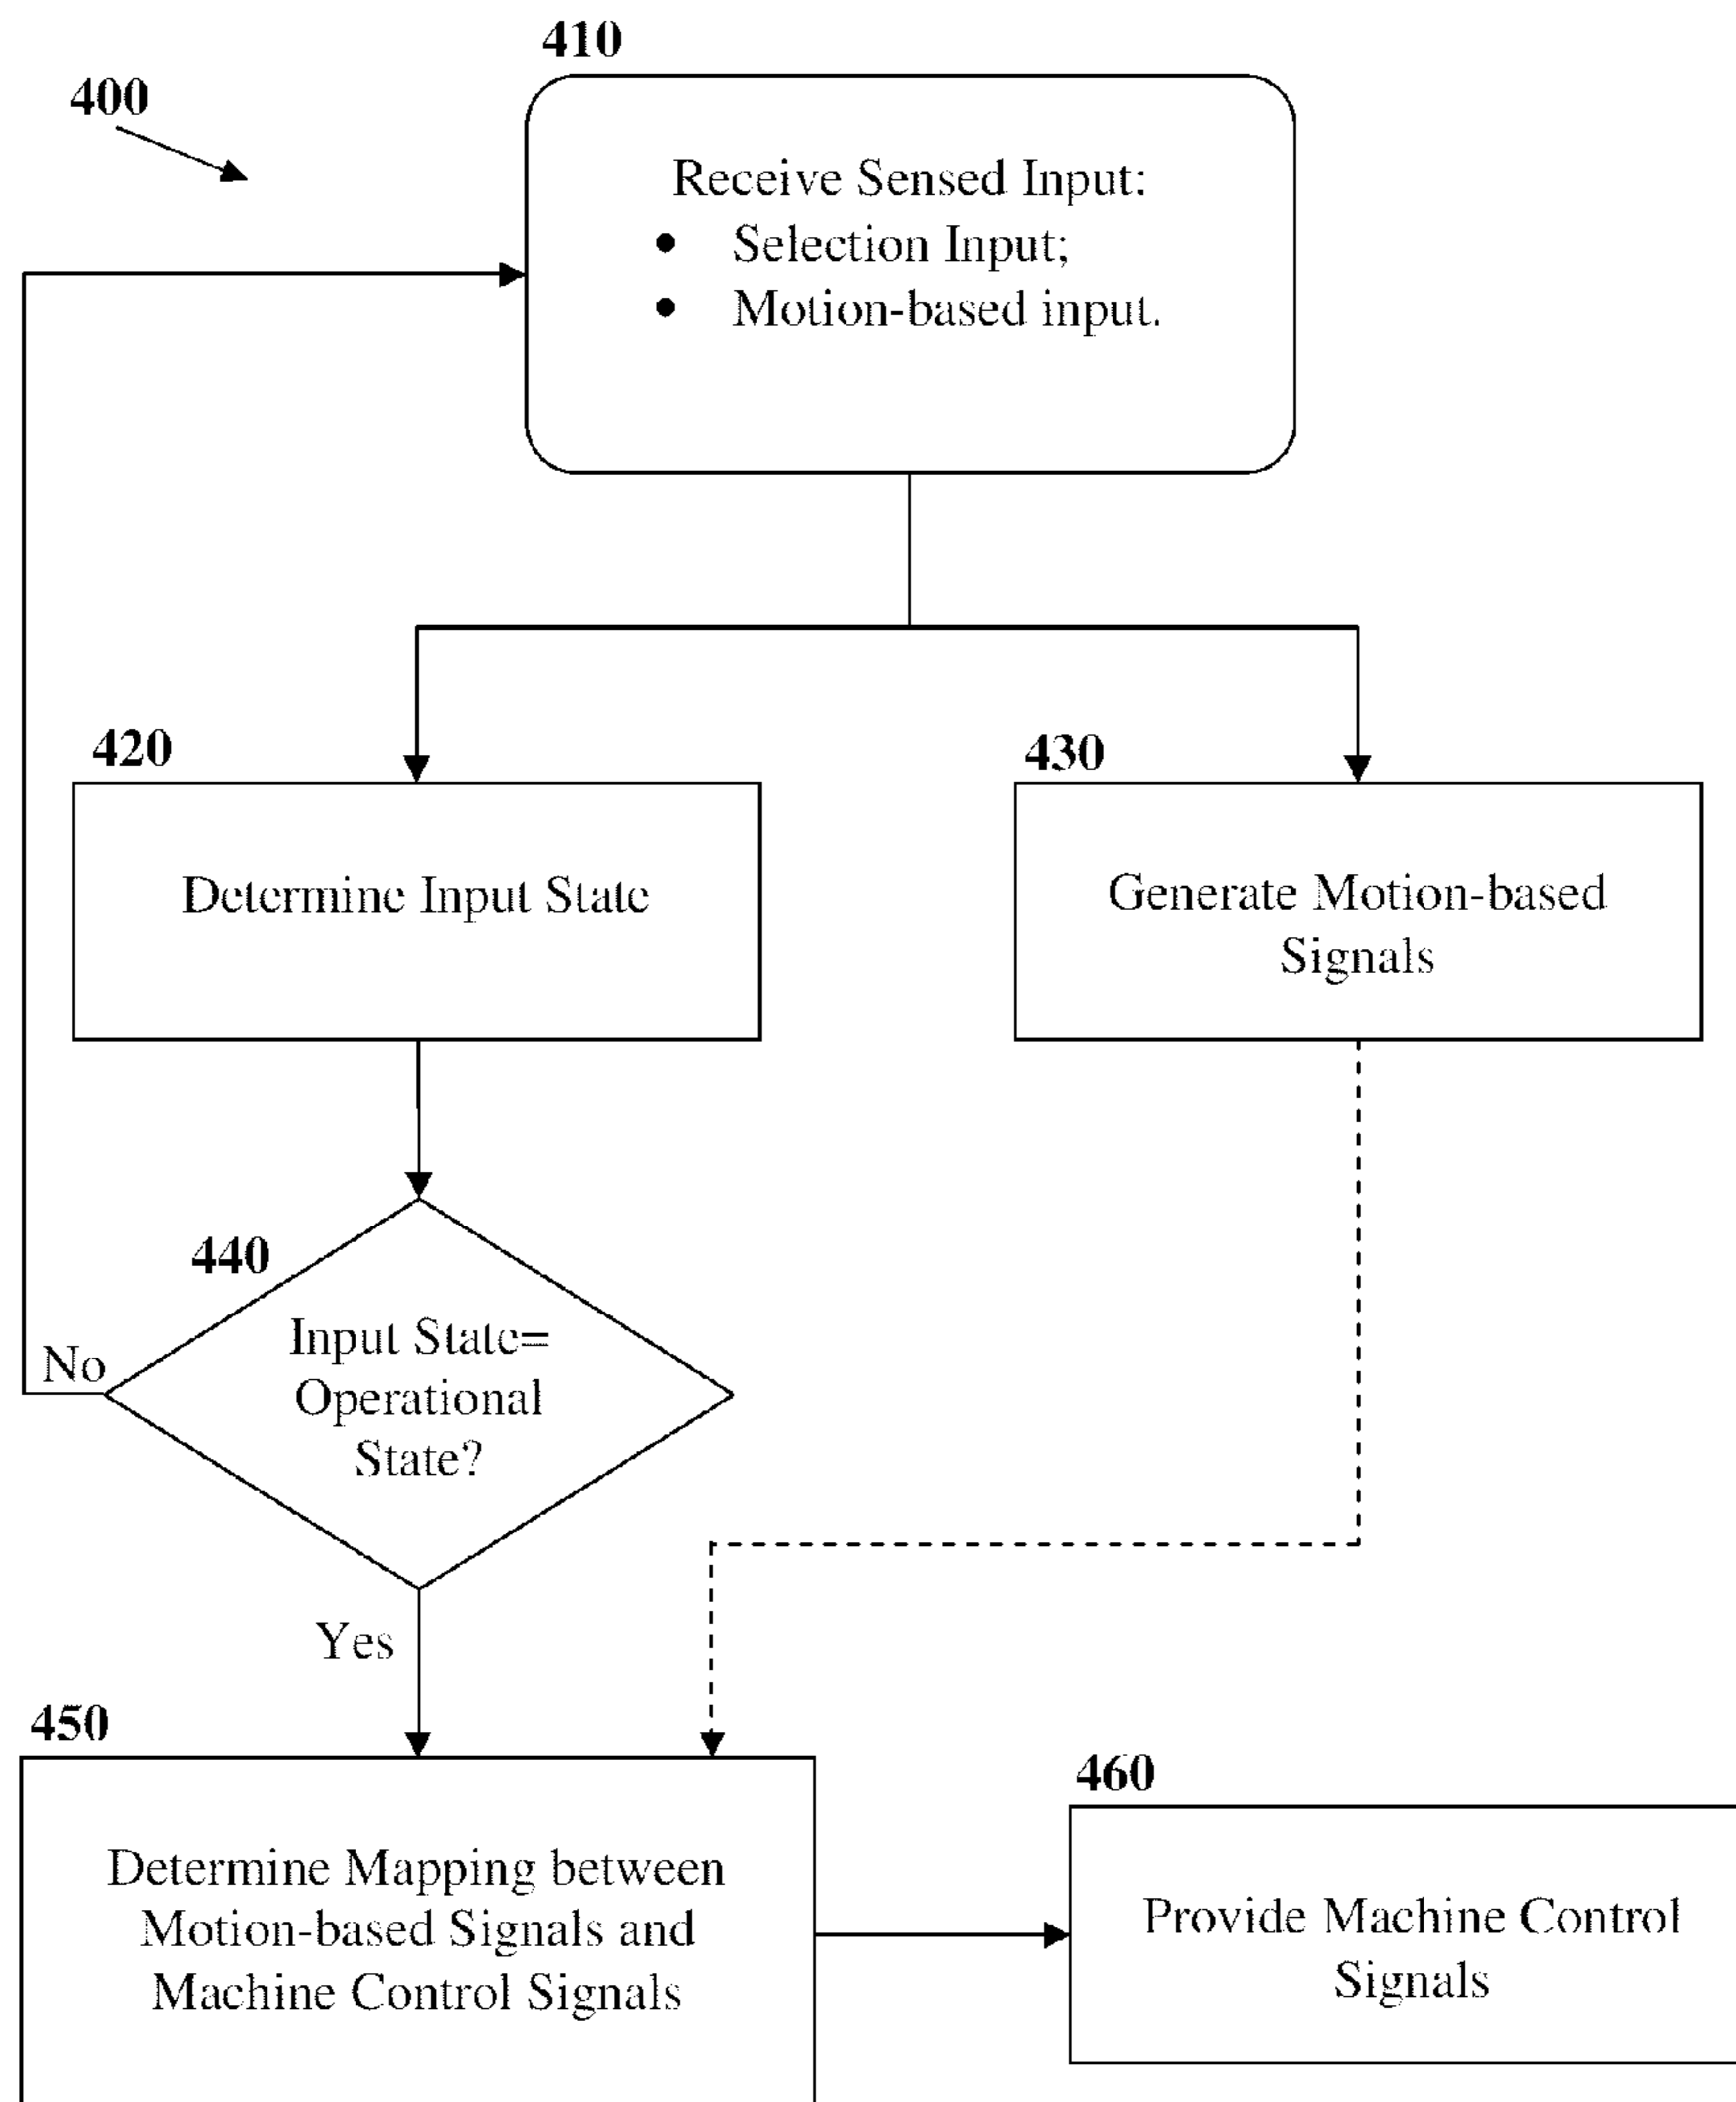 410
400
Receive Sensed Input:
• Selection Input;
• Motion-based input.
420
430
Determine Input State
Generate Motion-based
Signals
440
Input State=
Operational
State?
No
Yes
450
460
Determine Mapping between
Motion-based Signals and
Machine Control Signals
Provide Machine Control
Signals